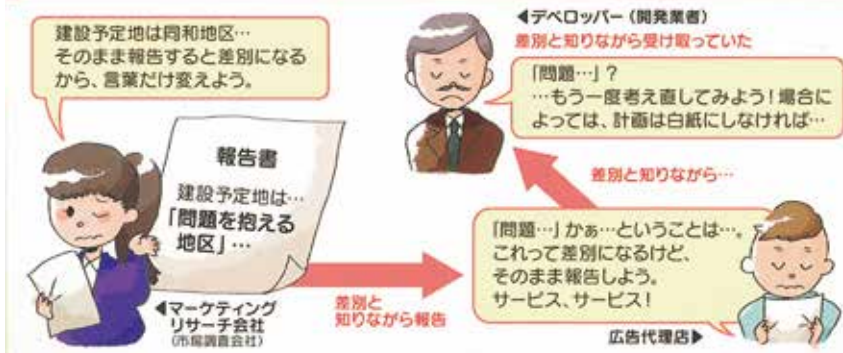 建設予定地は同和地区…
そのまま報告すると差別になる
から、言葉だけ変えよう。
報告書
建設予定地は…
「問題を抱える
地区」…
◀マーケティング
リサーチ会社
(市場調査会社)
差別と
知りながら報告
◀デベロッパー(開発業者)
差別と知りながら受け取っていた
「問題…」?
…もう一度考え直してみよう!場合に
よっては、計画は白紙にしなければ…
差別と知りながら…
「問題…」かぁ…ということは…。
これって差別になるけど、
そのまま報告しよう。
サービス、サービス!
広告代理店▶